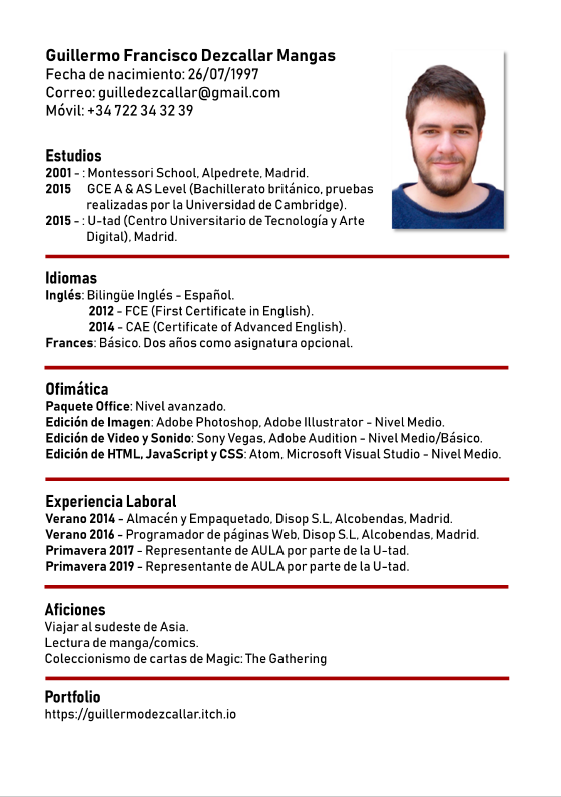 Guillermo Francisco Dezcallar Mangas
Fecha de nacimiento: 26/07/1997
Correo: guilledezcallar@gmail.com
Móvil: +34 722 34 32 39
Estudios
2001 - : Montessori School, Alpedrete, Madrid.
2015 GCE A & AS Level (Bachillerato británico, pruebas
realizadas por la Universidad de Cambridge).
2015 - : U-tad (Centro Universitario de Tecnología y Arte
Digital), Madrid.
Idiomas
Inglés: Bilingüe Inglés - Español.
2012 - FCE (First Certificate in English).
2014 - CAE (Certificate of Advanced English).
Frances: Básico. Dos años como asignatura opcional.
Ofimática
Paquete Office: Nivel avanzado.
Edición de Imagen: Adobe Photoshop, Adobe Illustrator - Nivel Medio.
Edición de Video y Sonido: Sony Vegas, Adobe Audition - Nivel Medio/Básico.
Edición de HTML, JavaScript y CSS: Atom, Microsoft Visual Studio - Nivel Medio.
Experiencia Laboral
Verano 2014 - Almacén y Empaquetado, Disop S.L, Alcobendas, Madrid.
Verano 2016 - Programador de páginas Web, Disop S.L, Alcobendas, Madrid.
Primavera 2017 - Representante de AULA por parte de la U-tad.
Primavera 2019 - Representante de AULA por parte de la U-tad.
Aficiones
Viajar al sudeste de Asia.
Lectura de manga/comics.
Coleccionismo de cartas de Magic: The Gathering
Portfolio
https://guillermodezcallar.itch.io